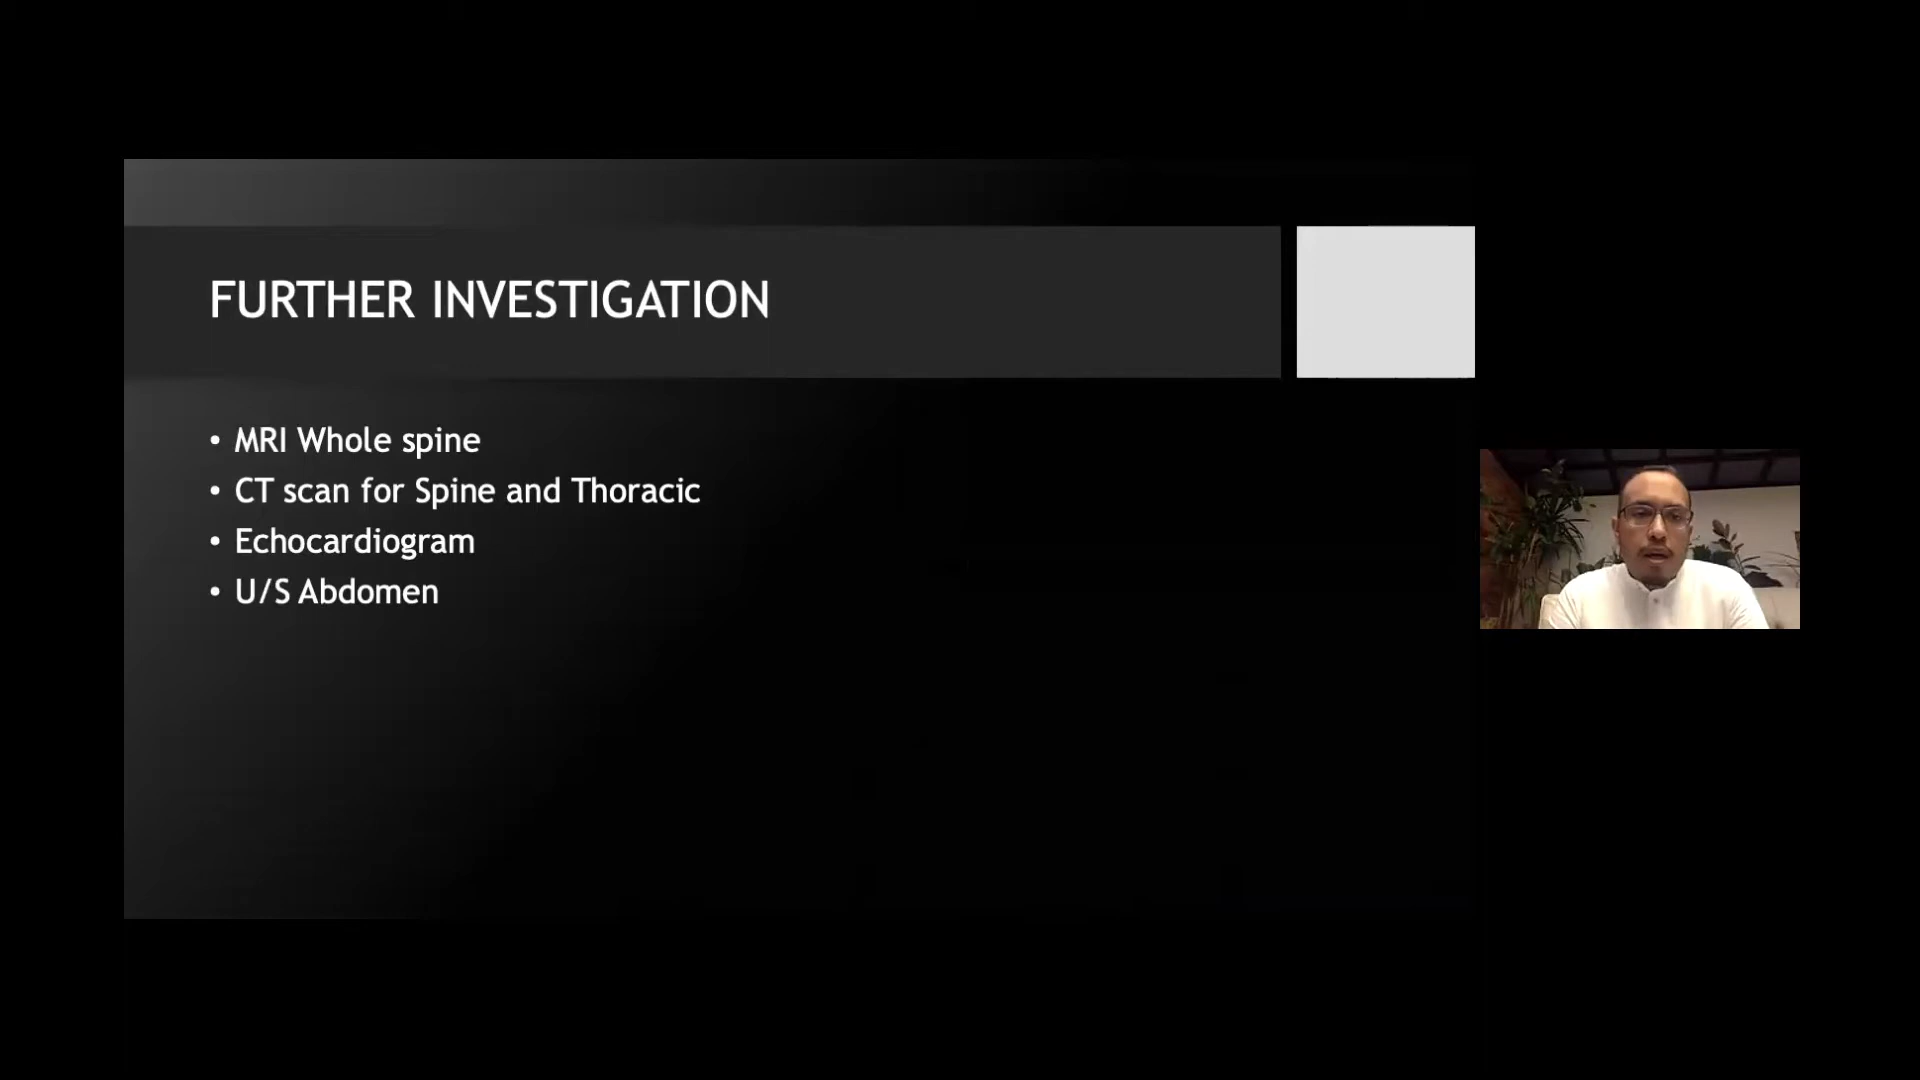 FURTHER INVESTIGATION
• MRI Whole spine
• CT scan for Spine and Thoracic
• Echocardiogram
• U/S Abdomen